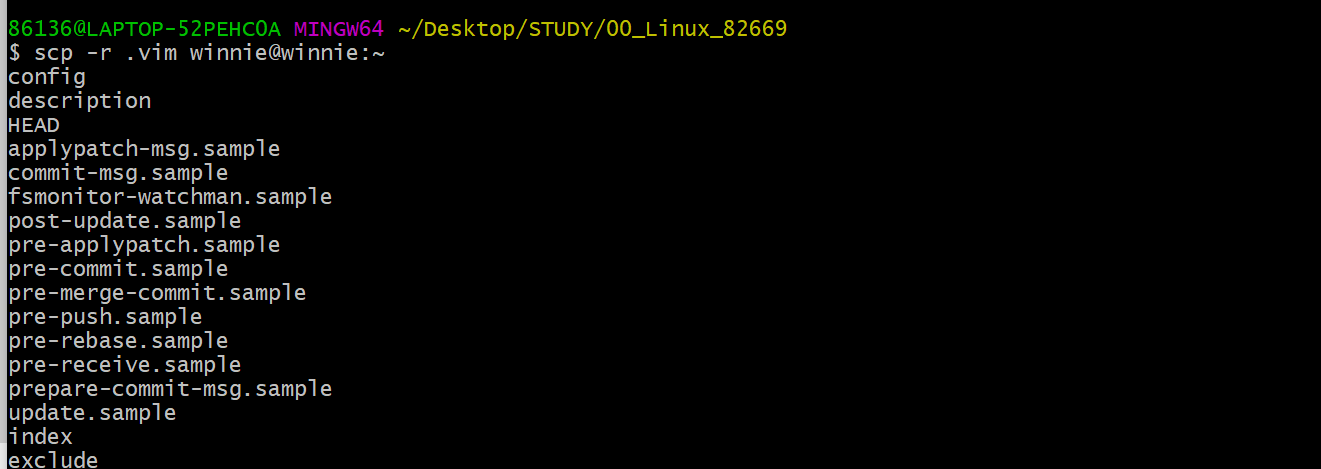 86136@LAPTOP-52PEHC0A MINGW64 ~/Desktop/STUDY/OO_Linux_82669
$ scp -r .vim winnie@winnie:~
config
description
HEAD
applypatch-msg.sample
commit-msg.sample
fsmonitor-watchman.sample
post-update.sample
pre-applypatch.sample
pre-commit.sample
pre-merge-commit.sample
pre-push.sample
pre-rebase.sample
pre-receive.sample
prepare-commit-msg.sample
update.sample
index
exclude